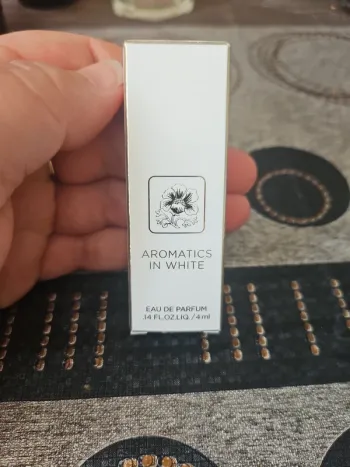 AROMATICS
IN WHITE
EAU DE PARFUM
.14 FL.OZ.LIQ. / 4 ml